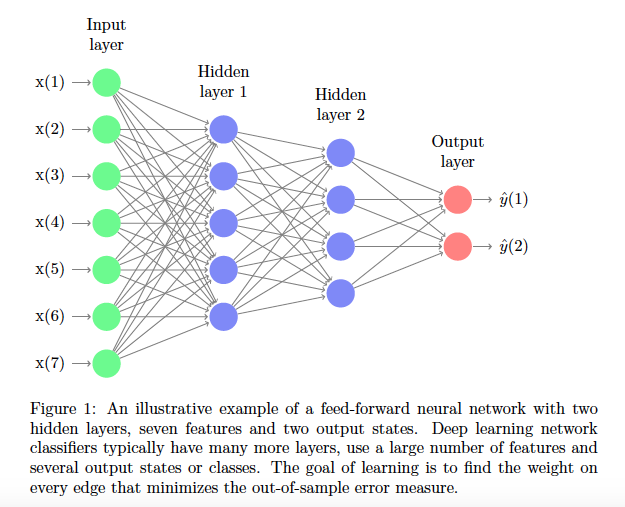 Input
layer
Hidden
layer 1
Hidden
layer 2
Output
layer
x(1)
x(2)
x(3)
x(4)
x(5)
x(6)
x(7)
ŷ(1)
ŷ(2)
Figure 1: An illustrative example of a feed-forward neural network with two
hidden layers, seven features and two output states. Deep learning network
classifiers typically have many more layers, use a large number of features and
several output states or classes. The goal of learning is to find the weight on
every edge that minimizes the out-of-sample error measure.